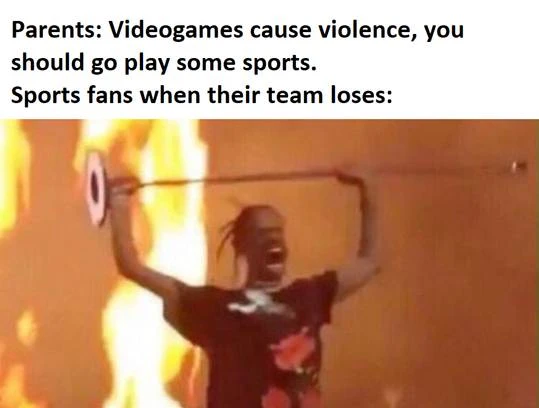 Parents: Videogames cause violence, you
should go play some sports.
Sports fans when their team loses: